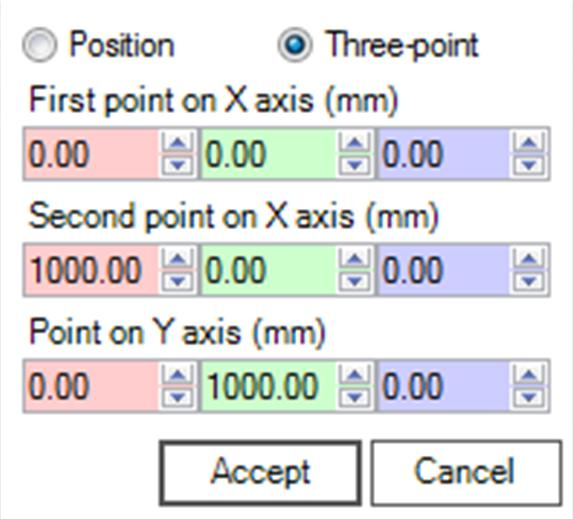 Position Three-point
First point on X axis (mm)
0.00 0.00 0.00
Second point on X axis (mm)
1000.00 0.00 0.00
Point on Y axis (mm)
0.00 1000.00 0.00
Accept Cancel